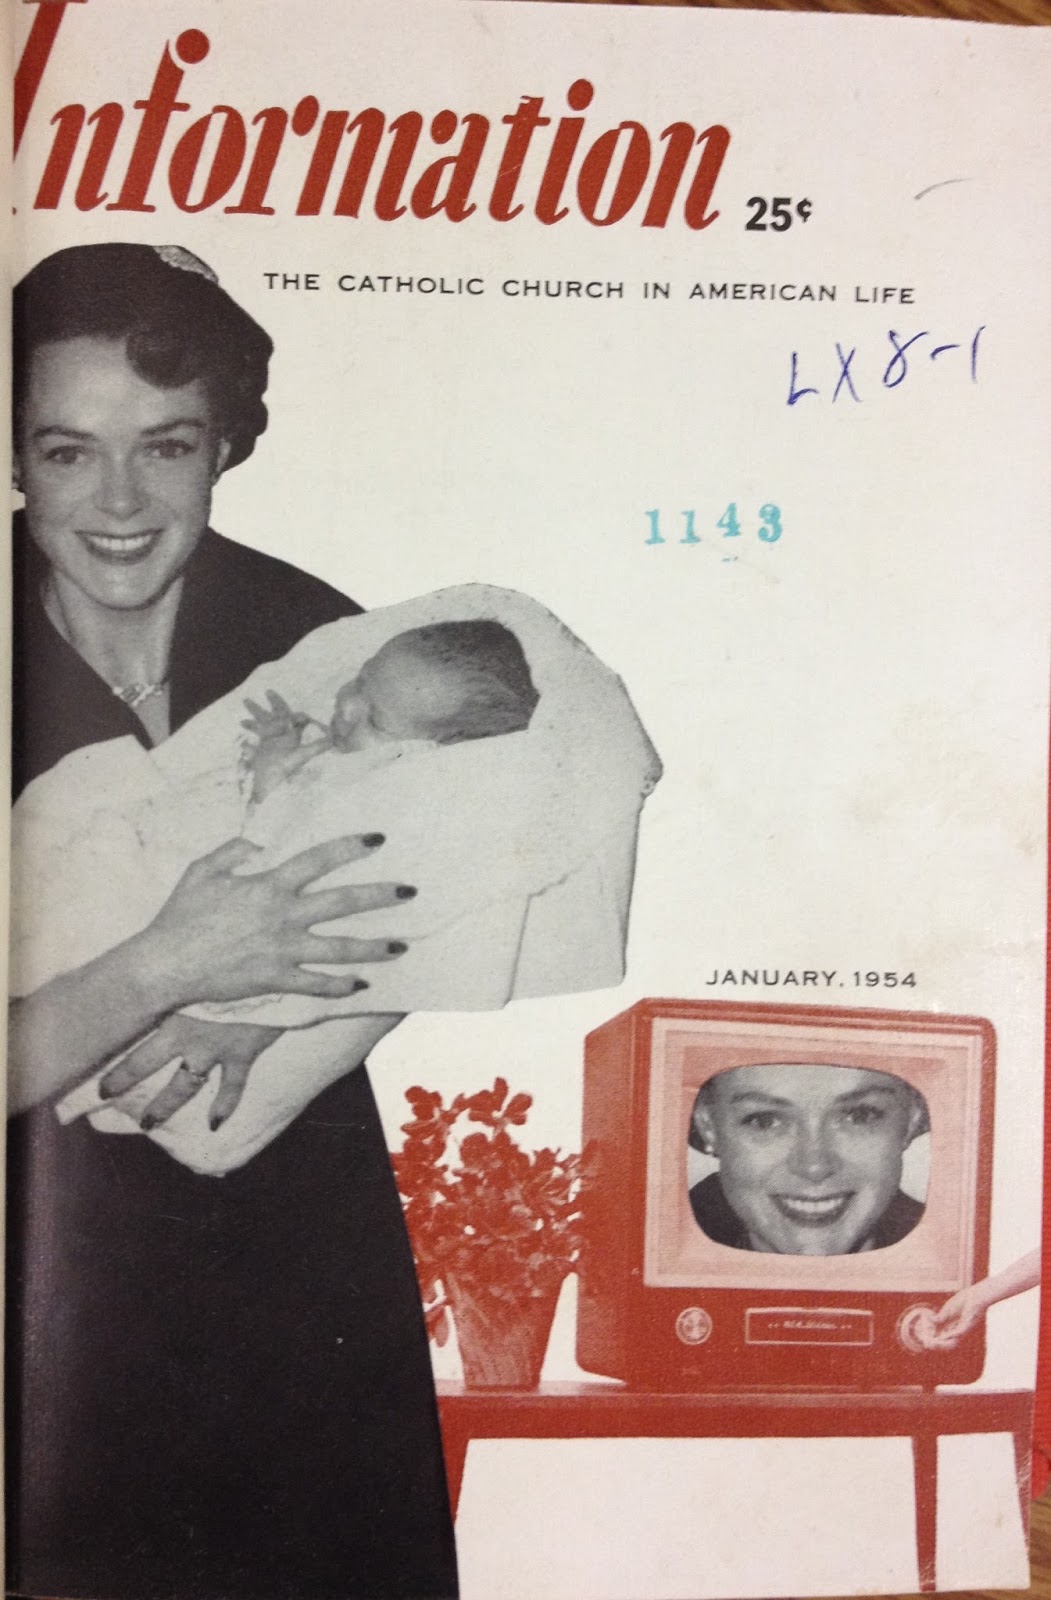 Information
25¢
THE CATHOLIC CHURCH IN AMERICAN LIFE
LX 8-1
1143
JANUARY, 1954